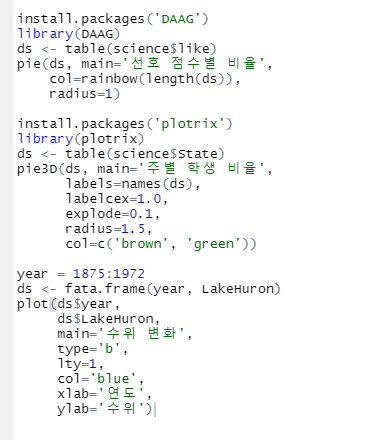 install.packages('DAAG')
library(DAAG)
ds <- table(science$like)
pie(ds, main='선호 점수별 비율',
    col=rainbow(length(ds)),
    radius=1)

install.packages('plotrix')
library(plotrix)
ds <- table(science$State)
pie3D(ds, main='주별 학생 비율',
      labels=names(ds),
      labelcex=1.0,
      explode=0.1,
      radius=1.5,
      col=c('brown', 'green'))

year = 1875:1972
ds <- fata.frame(year, LakeHuron)
plot(ds$year,
     ds$LakeHuron,
     main='수위 변화',
     type='b',
     lty=1,
     col='blue',
     xlab='연도',
     ylab='수위')